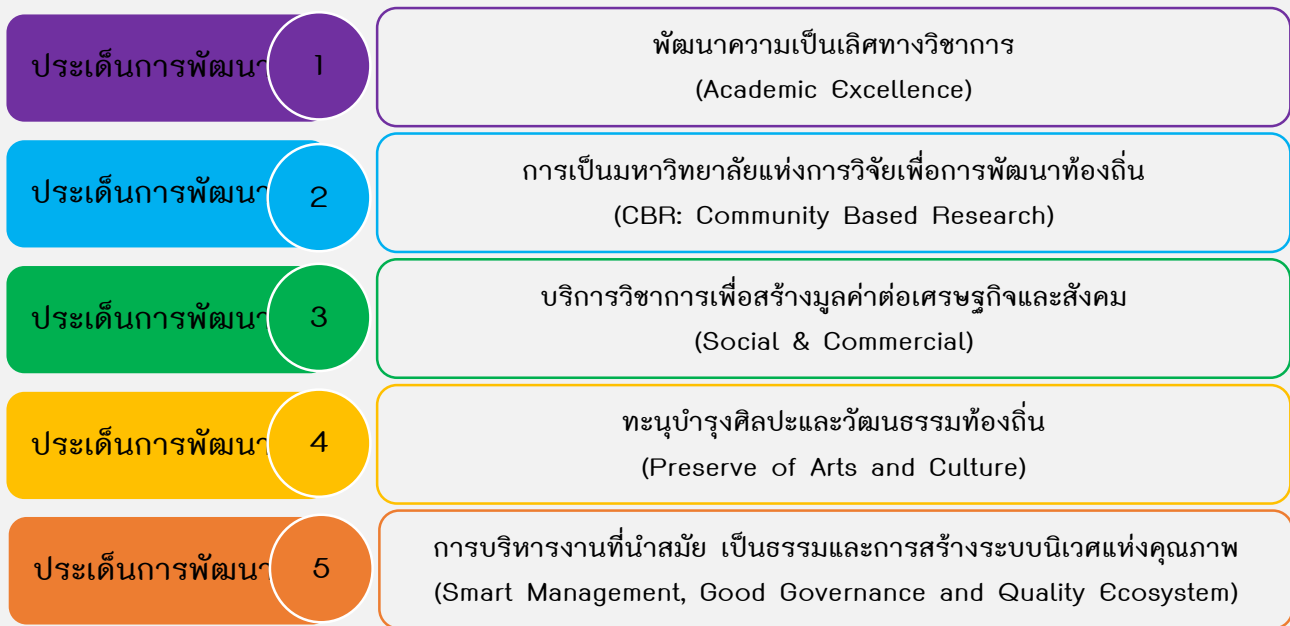 ประเด็นการพัฒนา 1
พัฒนาความเป็นเลิศทางวิชาการ
(Academic Excellence)
ประเด็นการพัฒนา 2
การเป็นมหาวิทยาลัยแห่งการวิจัยเพื่อการพัฒนาท้องถิ่น
(CBR: Community Based Research)
ประเด็นการพัฒนา 3
บริการวิชาการเพื่อสร้างมูลค่าต่อเศรษฐกิจและสังคม
(Social & Commercial)
ประเด็นการพัฒนา 4
ทะนุบำรุงศิลปะและวัฒนธรรมท้องถิ่น
(Preserve of Arts and Culture)
ประเด็นการพัฒนา 5
การบริหารงานที่นำสมัย เป็นธรรมและการสร้างระบบนิเวศแห่งคุณภาพ
(Smart Management, Good Governance and Quality Ecosystem)